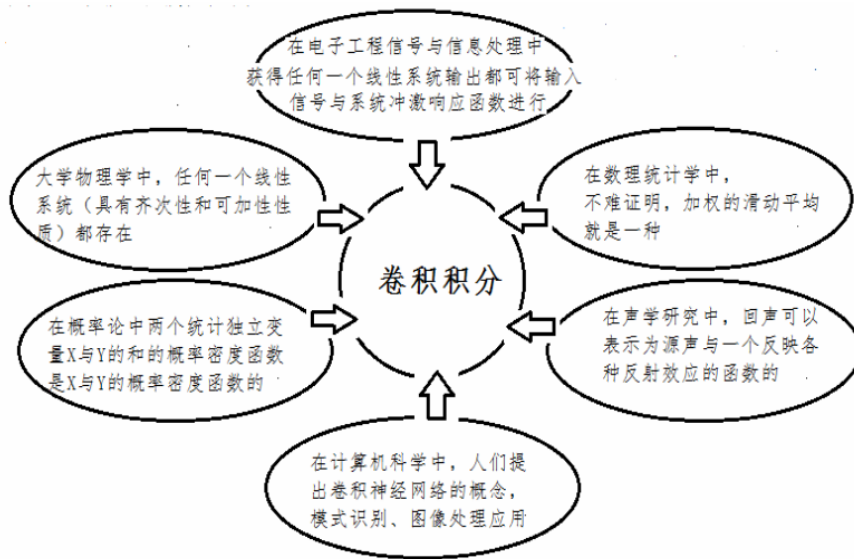 在电子工程信号与信息处理中
获得任何一个线性系统输出都可将输入
信号与系统冲激响应函数进行
大学物理学中，任何一个线性
系统（具有齐次性和可加性性
质）都存在
在数理统计学中，
不难证明，加权的滑动平均
就是一种
卷积积分
在概率论中两个统计独立变
量X与Y的和的概率密度函数
是X与Y的概率密度函数的
在声学研究中，回声可以
表示为源声与一个反映各
种反射效应的函数的
在计算机科学中，人们提
出卷积神经网络的概念，
模式识别、图像处理应用